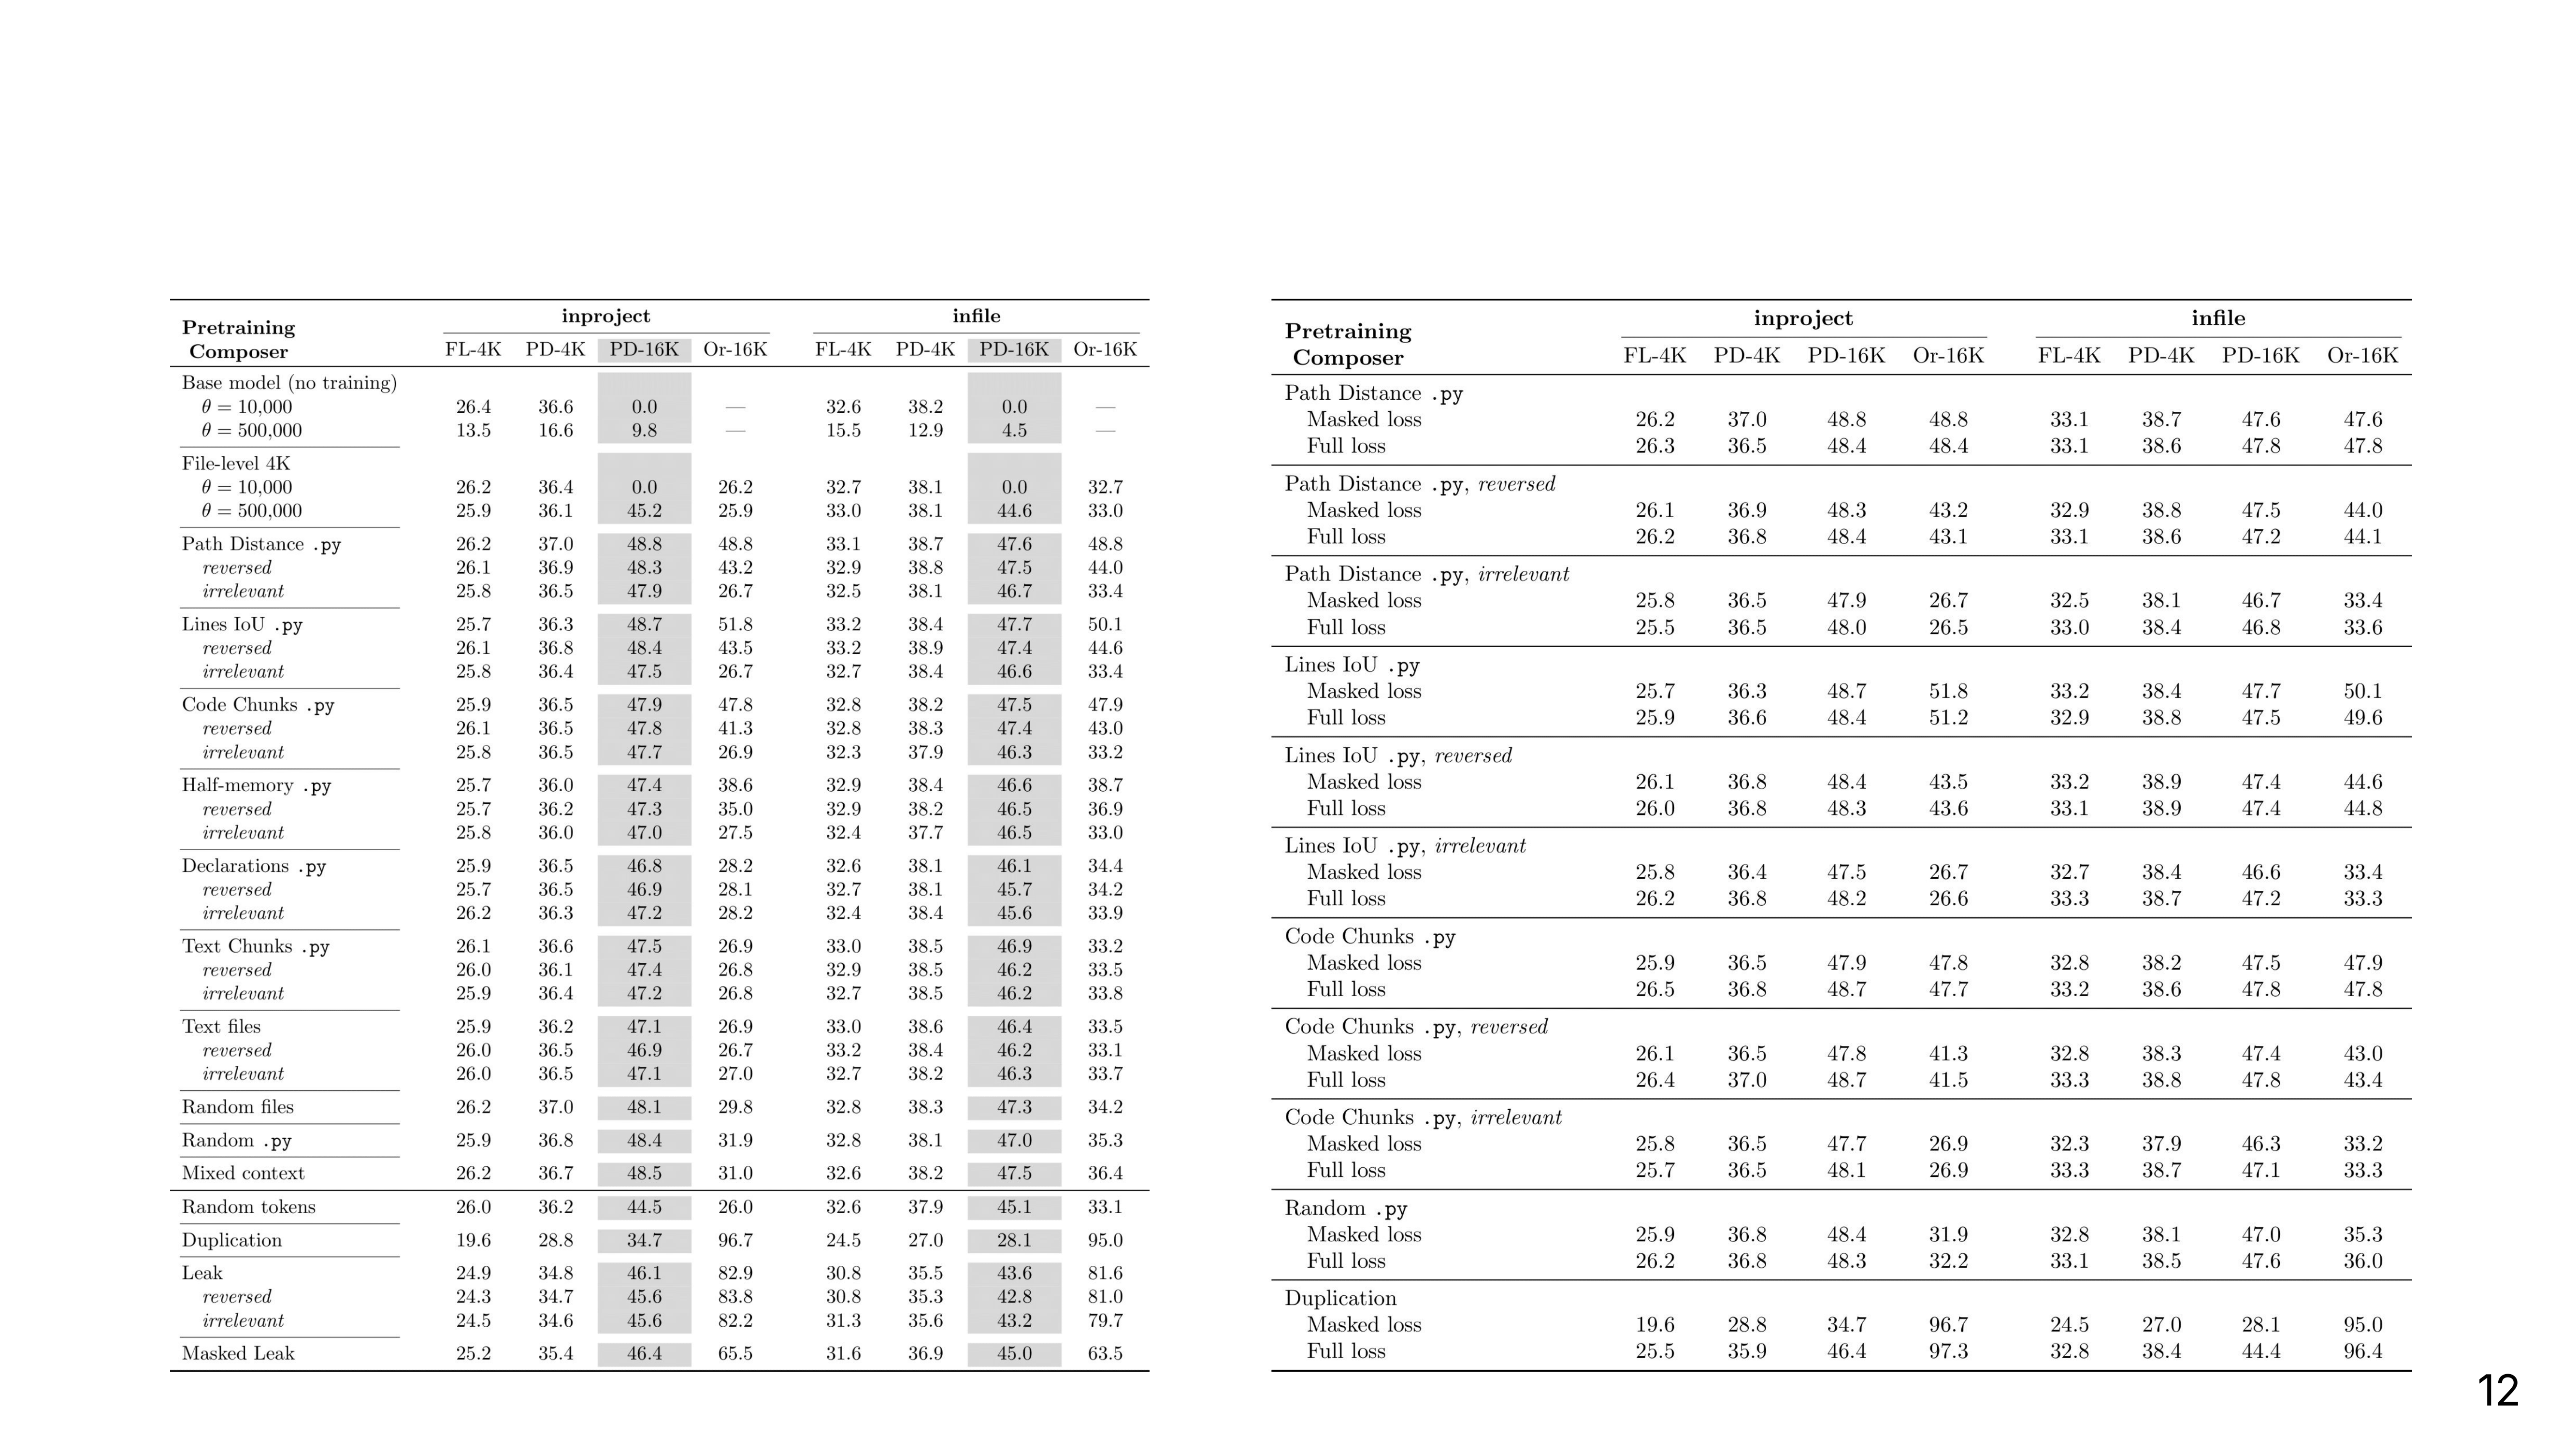 Pretraining Composer inproject infile
FL-4K PD-4K PD-16K Or-16K FL-4K PD-4K PD-16K Or-16K
Base model (no training)
θ = 10,000 26.4 36.6 0.0 — 32.6 38.2 0.0 —
θ = 500,000 13.5 16.6 9.8 — 15.5 12.9 4.5 —
File-level 4K
θ = 10,000 26.2 36.4 0.0 26.2 32.7 38.1 0.0 32.7
θ = 500,000 25.9 36.1 45.2 25.9 33.0 38.1 44.6 33.0
Path Distance .py 26.2 37.0 48.8 48.8 33.1 38.7 47.6 48.8
reversed 26.1 36.9 48.3 43.2 32.9 38.8 47.5 44.0
irrelevant 25.8 36.5 47.9 26.7 32.5 38.1 46.7 33.4
Lines IoU .py 25.7 36.3 48.7 51.8 33.2 38.4 47.7 50.1
reversed 26.1 36.8 48.4 43.5 33.2 38.9 47.4 44.6
irrelevant 25.8 36.4 47.5 26.7 32.7 38.4 46.6 33.4
Code Chunks .py 25.9 36.5 47.9 47.8 32.8 38.2 47.5 47.9
reversed 26.1 36.5 47.8 41.3 32.8 38.3 47.4 43.0
irrelevant 25.8 36.5 47.7 26.9 32.3 37.9 46.3 33.2
Half-memory .py 25.7 36.0 47.4 38.6 32.9 38.4 46.6 38.7
reversed 25.7 36.2 47.3 35.0 32.9 38.2 46.5 36.9
irrelevant 25.8 36.0 47.0 27.5 32.4 37.7 46.5 33.0
Declarations .py 25.9 36.5 46.8 28.2 32.6 38.1 46.1 34.4
reversed 25.7 36.5 46.9 28.1 32.7 38.1 45.7 34.2
irrelevant 26.2 36.3 47.2 28.2 32.4 38.4 45.6 33.9
Text Chunks .py 26.1 36.6 47.5 26.9 33.0 38.5 46.9 33.2
reversed 26.0 36.1 47.4 26.8 32.9 38.5 46.2 33.5
irrelevant 25.9 36.4 47.2 26.8 32.7 38.5 46.2 33.8
Text files 25.9 36.2 47.1 26.9 33.0 38.6 46.4 33.5
reversed 26.0 36.5 46.9 26.7 33.2 38.4 46.2 33.1
irrelevant 26.0 36.5 47.1 27.0 32.7 38.2 46.3 33.7
Random files 26.2 37.0 48.1 29.8 32.8 38.3 47.3 34.2
Random .py 25.9 36.8 48.4 31.9 32.8 38.1 47.0 35.3
Mixed context 26.2 36.7 48.5 31.0 32.6 38.2 47.5 36.4
Random tokens 26.0 36.2 44.5 26.0 32.6 37.9 45.1 33.1
Duplication 19.6 28.8 34.7 96.7 24.5 27.0 28.1 95.0
Leak 24.9 34.8 46.1 82.9 30.8 35.5 43.6 81.6
reversed 24.3 34.7 45.6 83.8 30.8 35.3 42.8 81.0
irrelevant 24.5 34.6 45.6 82.2 31.3 35.6 43.2 79.7
Masked Leak 25.2 35.4 46.4 65.5 31.6 36.9 45.0 63.5
Pretraining Composer inproject infile
FL-4K PD-4K PD-16K Or-16K FL-4K PD-4K PD-16K Or-16K
Path Distance .py
Masked loss 26.2 37.0 48.8 48.8 33.1 38.7 47.6 47.6
Full loss 26.3 36.5 48.4 48.4 33.1 38.6 47.8 47.8
Path Distance .py, reversed
Masked loss 26.1 36.9 48.3 43.2 32.9 38.8 47.5 44.0
Full loss 26.2 36.8 48.4 43.1 33.1 38.6 47.2 44.1
Path Distance .py, irrelevant
Masked loss 25.8 36.5 47.9 26.7 32.5 38.1 46.7 33.4
Full loss 25.5 36.5 48.0 26.5 33.0 38.4 46.8 33.6
Lines IoU .py
Masked loss 25.7 36.3 48.7 51.8 33.2 38.4 47.7 50.1
Full loss 25.9 36.6 48.4 51.2 32.9 38.8 47.5 49.6
Lines IoU .py, reversed
Masked loss 26.1 36.8 48.4 43.5 33.2 38.9 47.4 44.6
Full loss 26.0 36.8 48.3 43.6 33.1 38.9 47.4 44.8
Lines IoU .py, irrelevant
Masked loss 25.8 36.4 47.5 26.7 32.7 38.4 46.6 33.4
Full loss 26.2 36.8 48.2 26.6 33.3 38.7 47.2 33.3
Code Chunks .py
Masked loss 25.9 36.5 47.9 47.8 32.8 38.2 47.5 47.9
Full loss 26.5 36.8 48.7 47.7 33.2 38.6 47.8 47.8
Code Chunks .py, reversed
Masked loss 26.1 36.5 47.8 41.3 32.8 38.3 47.4 43.0
Full loss 26.4 37.0 48.7 41.5 33.3 38.8 47.8 43.4
Code Chunks .py, irrelevant
Masked loss 25.8 36.5 47.7 26.9 32.3 37.9 46.3 33.2
Full loss 25.7 36.5 48.1 26.9 33.3 38.7 47.1 33.3
Random .py
Masked loss 25.9 36.8 48.4 31.9 32.8 38.1 47.0 35.3
Full loss 26.2 36.8 48.3 32.2 33.1 38.5 47.6 36.0
Duplication
Masked loss 19.6 28.8 34.7 96.7 24.5 27.0 28.1 95.0
Full loss 25.5 35.9 46.4 97.3 32.8 38.4 44.4 96.4
12